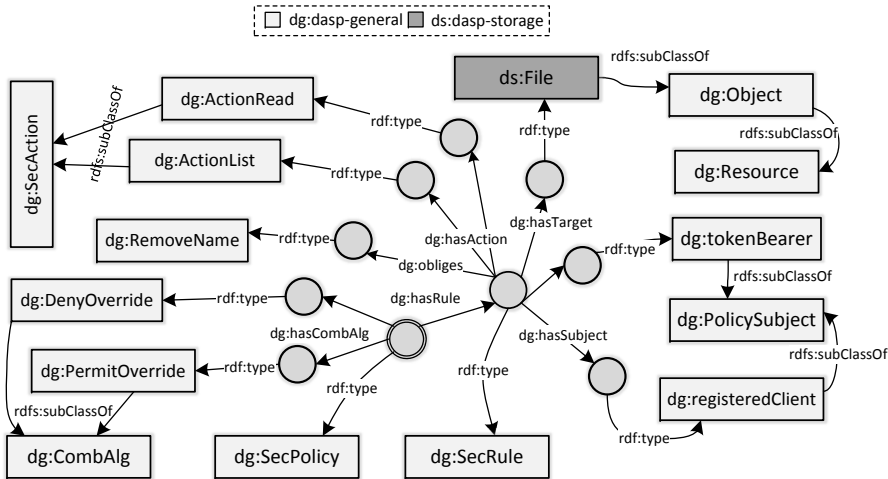 dg:dasp-general ds:dasp-storage
rdfs:subClassOf
ds:File
dg:ActionRead
dg:Object
rdf:type
rdf:type
rdfs:subClassOf
rdfs:subClassOf
dg:SecAction
dg:ActionList
rdf:type
dg:Resource
dg:hasTarget
dg:RemoveName
rdf:type
dg:hasAction
rdf:type
dg:tokenBearer
dg:obliges
rdfs:subClassOf
dg:DenyOverride
rdf:type
dg:hasRule
dg:PolicySubject
dg:hasCombAlg
dg:hasSubject
rdfs:subClassOf
dg:PermitOverride
rdf:type
rdf:type
rdf:type
dg:registeredClient
rdfs:subClassOf
rdf:type
dg:CombAlg
dg:SecPolicy
dg:SecRule